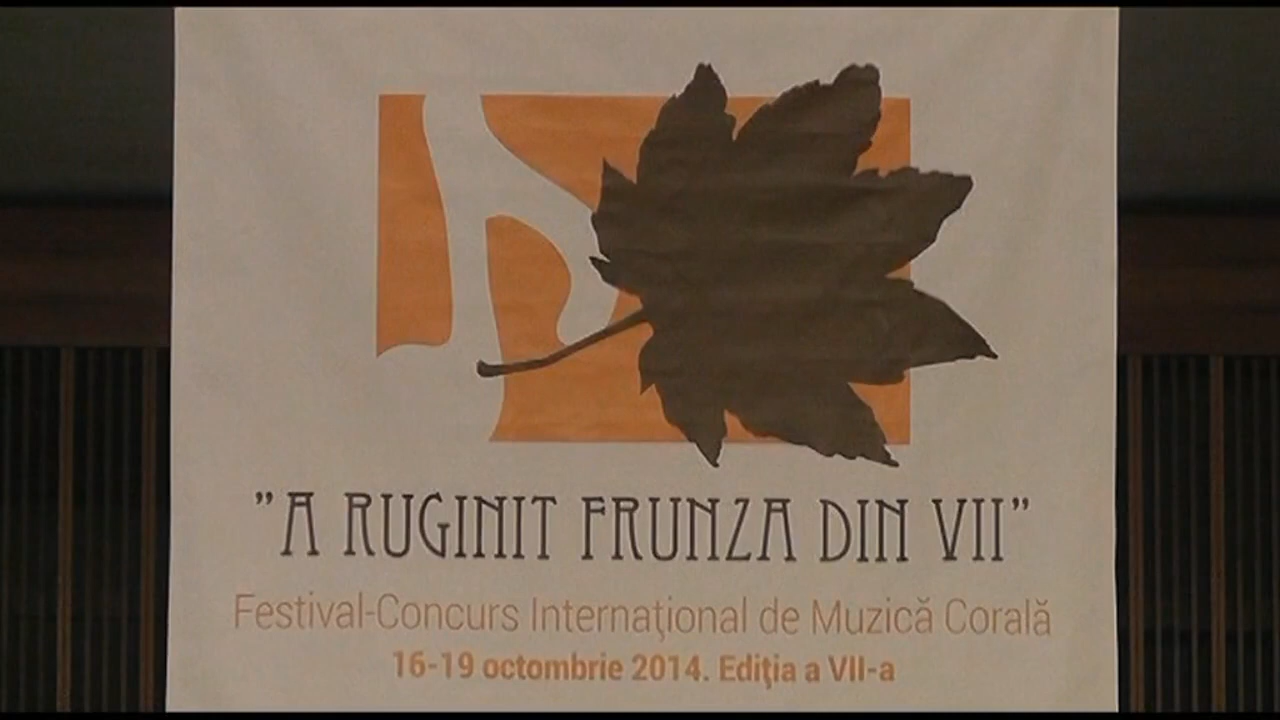 "A RUGINIT FRUNZA DIN VII"
Festival-Concurs Internaţional de Muzică Corală
16-19 octombrie 2014. Ediţia a VII-a